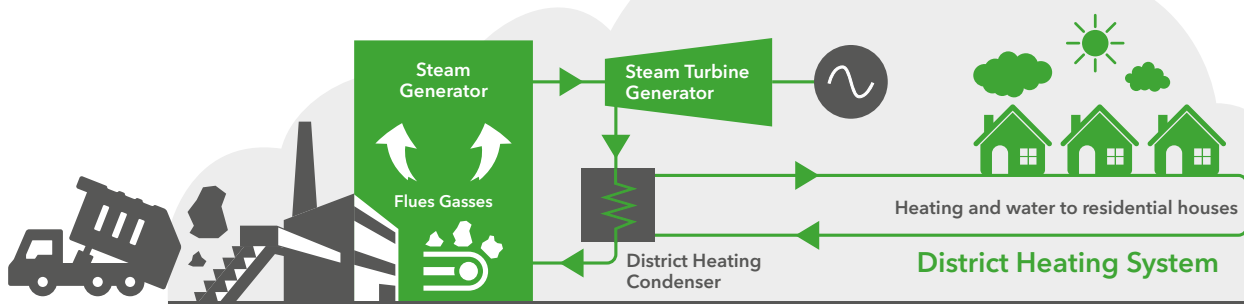 Steam
Generator
Steam Turbine
Generator
Flues Gasses
Heating and water to residential houses
District Heating
Condenser
District Heating System